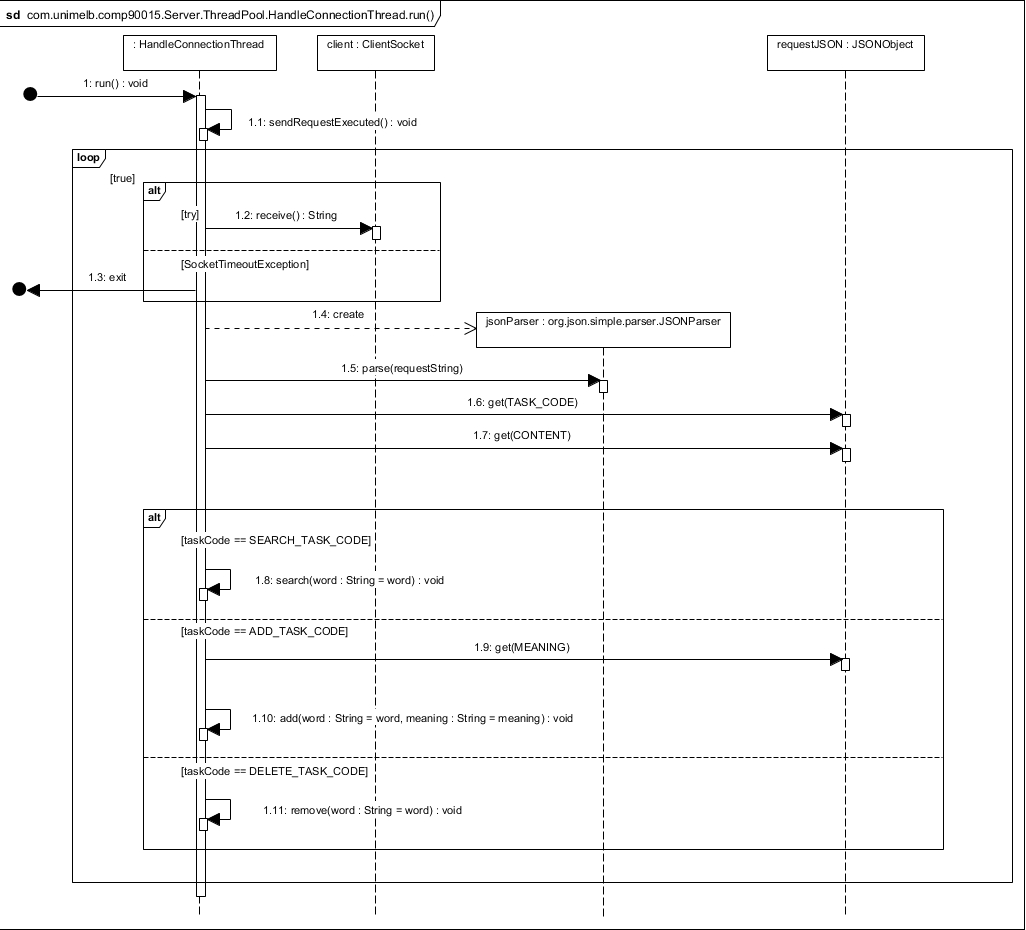 sd com.unimelb.comp90015.Server.ThreadPool.HandleConnectionThread.run()
: HandleConnectionThread
client : ClientSocket
requestJSON : JSONObject
1: run() : void
1.1: sendRequestExecuted() : void
loop
[true]
alt
[try]
1.2: receive() : String
[SocketTimeoutException]
1.3: exit
1.4: create
jsonParser : org.json.simple.parser.JSONParser
1.5: parse(requestString)
1.6: get(TASK_CODE)
1.7: get(CONTENT)
alt
[taskCode == SEARCH_TASK_CODE]
1.8: search(word : String = word) : void
[taskCode == ADD_TASK_CODE]
1.9: get(MEANING)
1.10: add(word : String = word, meaning : String = meaning) : void
[taskCode == DELETE_TASK_CODE]
1.11: remove(word : String = word) : void